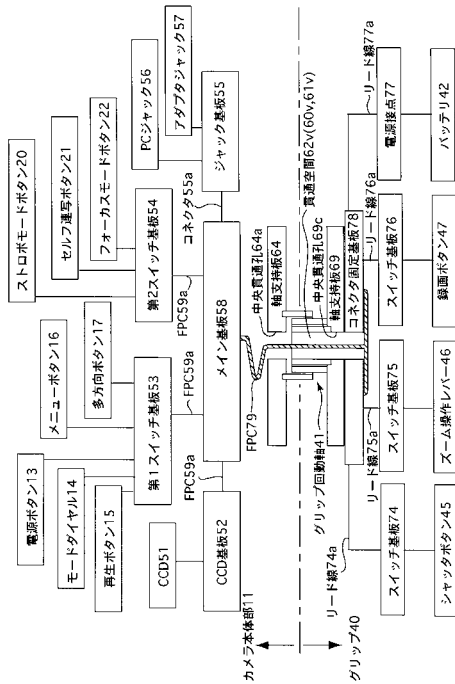 電源ボタン13
モードダイヤル14
再生ボタン15
メニューボタン16
多方向ボタン17
ストロボモードボタン20
セルフ連写ボタン21
フォーカスモードボタン22
PCジャック56
アダプタジャック57
CCD51
第1スイッチ基板53
第2スイッチ基板54
FPC59a
FPC59a
FPC59a
コネクタ55a
CCD基板52
メイン基板58
ジャック基板55
カメラ本体部11
グリップ40
FPC79
中央貫通孔64a
軸支持板64
貫通空間62v(60v,61v)
中央貫通孔69c
軸支持板69
コネクタ固定基板78
グリップ回動軸41
リード線74a
リード線75a
リード線76a
リード線77a
スイッチ基板74
スイッチ基板75
スイッチ基板76
電源接点77
シャッタボタン45
ズーム操作レバー46
録画ボタン47
バッテリ42